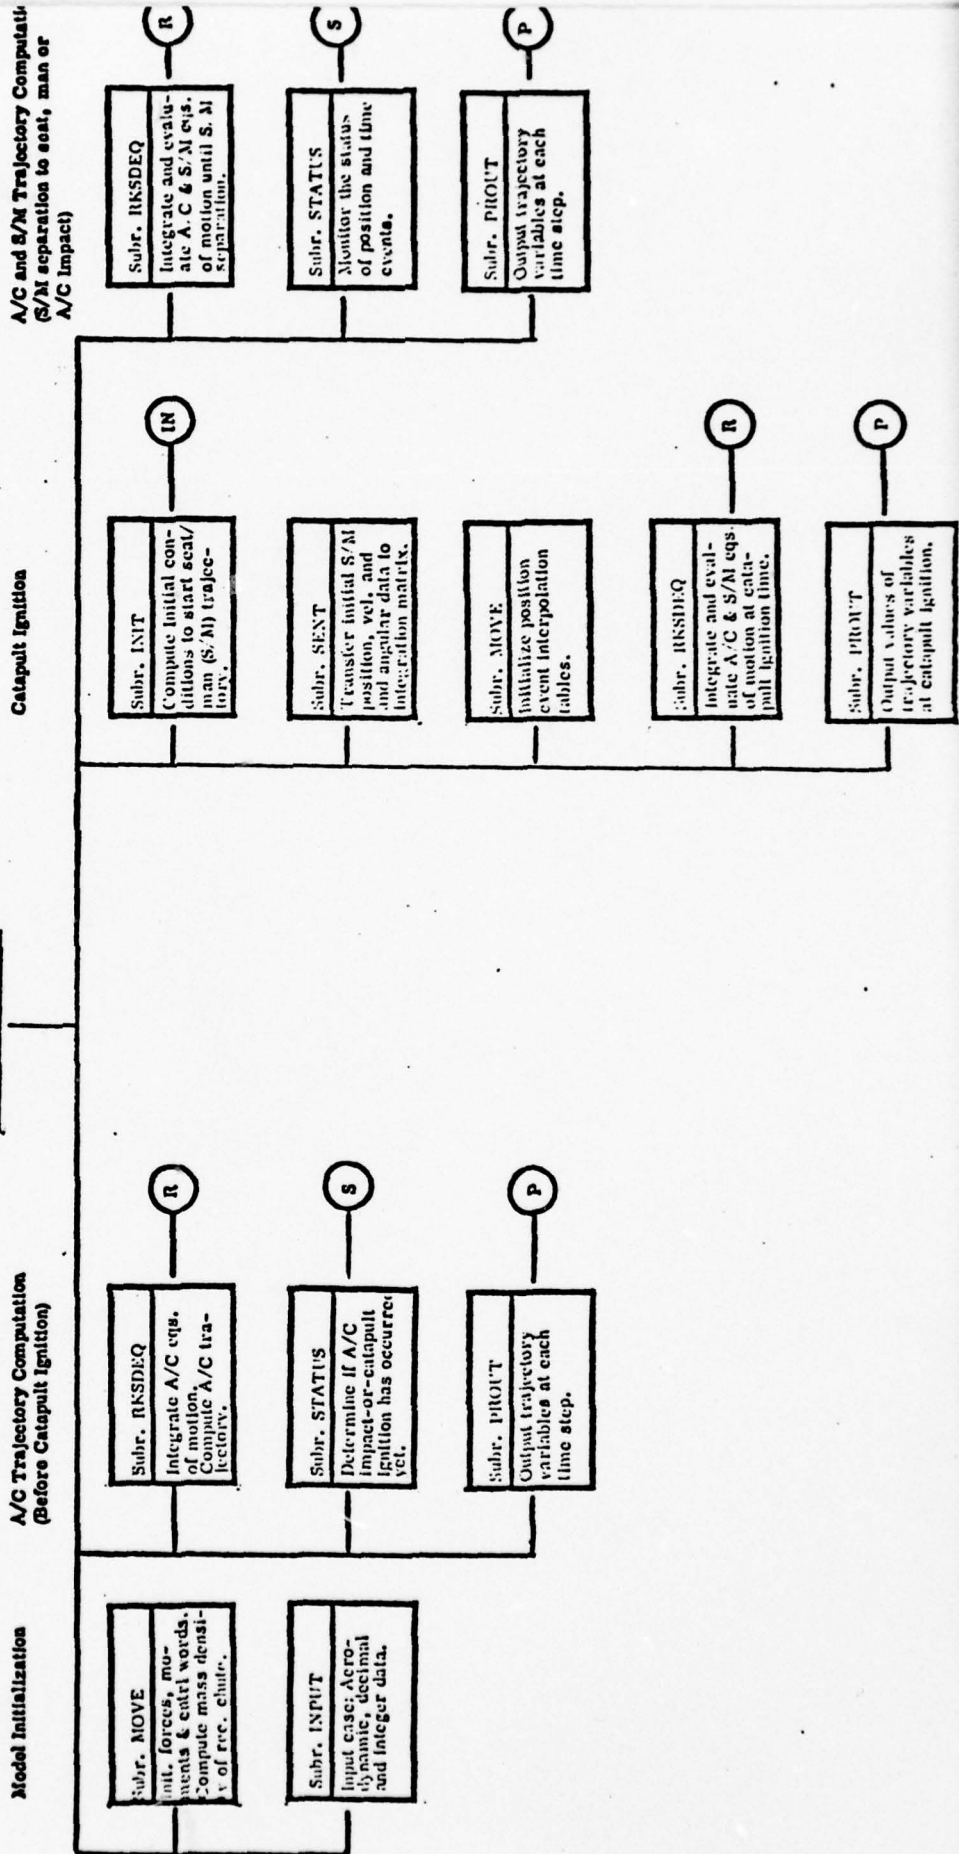 Model Initialization
Subr. MOVE
Init. forces, mo-
ments & cntrl words.
Compute mass densi-
ty of rec. chute.
Subr. INPUT
Input case: Aero-
dynamic, decimal
and integer data.
A/C Trajectory Computation
(Before Catapult Ignition)
Subr. RKSDEQ
Integrate A/C eqs.
of motion.
Compute A/C tra-
jectory.
R
Subr. STATUS
Determine if A/C
impact-or-catapult
ignition has occurred
yet.
S
Subr. PROUT
Output trajectory
variables at each
time step.
P
Catapult Ignition
Subr. INIT
Compute initial con-
ditions to start seat/
man (S/M) trajec-
tory.
IN
Subr. SENT
Transfer initial S/M
position, vel. and
and angular data to
integration matrix.
Subr. MOVE
Initialize position
event interpolation
tables.
Subr. RKSDEQ
Integrate and eval-
uate A/C & S/M eqs.
of motion at cata-
pult ignition time.
R
Subr. PROUT
Output values of
trajectory variables
at catapult ignition.
P
A/C and S/M Trajectory Computati
(S/M separation to seat, man or
A/C Impact)
Subr. RKSDEQ
Integrate and evalu-
ate A. C & S/M eqs.
of motion until S. M
separation.
R
Subr. STATUS
Monitor the status
of position and time
events.
S
Subr. PROUT
Output trajectory
variables at each
time step.
P